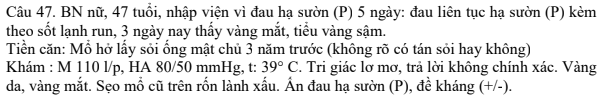 Câu 47. BN nữ, 47 tuổi, nhập viện vì đau hạ sườn (P) 5 ngày: đau liên tục hạ sườn (P) kèm
theo sốt lạnh run, 3 ngày nay thấy vàng mắt, tiểu vàng sậm.
Tiền căn: Mổ hở lấy sỏi ống mật chủ 3 năm trước (không rõ có tán sỏi hay không)
Khám : M 110 l/p, HA 80/50 mmHg, t: 39° C. Tri giác lơ mơ, trả lời không chính xác. Vàng
da, vàng mắt. Sẹo mổ cũ trên rốn lành xấu. Ấn đau hạ sườn (P), đề kháng (+/-).